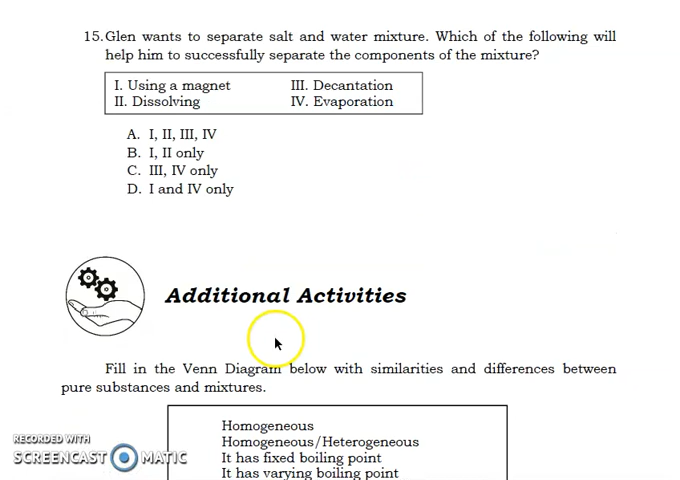 15. Glen wants to separate salt and water mixture. Which of the following will
help him to successfully separate the components of the mixture?
I. Using a magnet III. Decantation
II. Dissolving IV. Evaporation
A. I, II, III, IV
B. I, II only
C. III, IV only
D. I and IV only
Additional Activities
Fill in the Venn Diagram below with similarities and differences between
pure substances and mixtures.
Homogeneous
Homogeneous/Heterogeneous
It has fixed boiling point
It has varying boiling point
RECORDED WITH
SCREENCAST MATIC